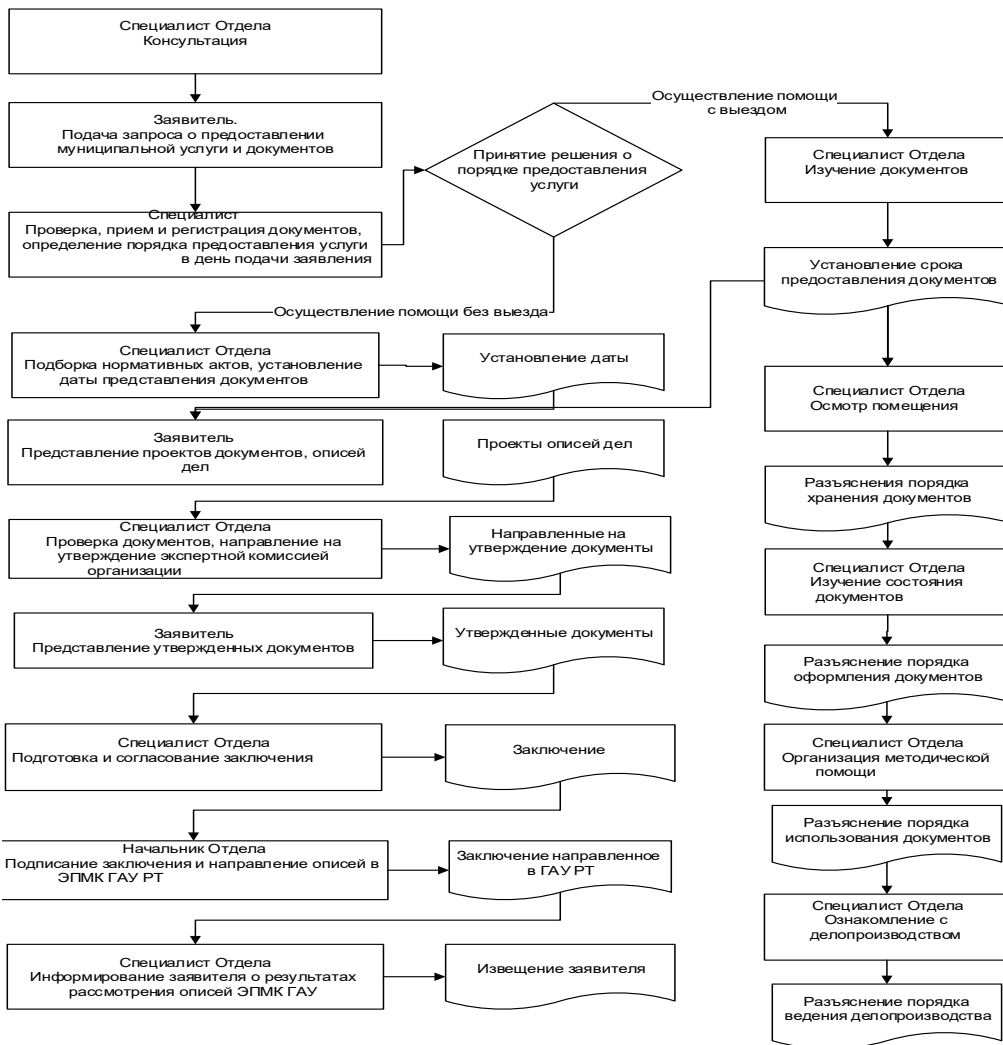 Специалист Отдела
Консультация
Заявитель.
Подача запроса о предоставлении
муниципальной услуги и документов
Специалист
Проверка, прием и регистрация документов,
определение порядка предоставления услуги
в день подачи заявления
Принятие решения о
порядке предоставления
услуги
Осуществление помощи
с выездом
Специалист Отдела
Изучение документов
Установление срока
предоставления документов
Осуществление помощи без выезда
Специалист Отдела
Подборка нормативных актов, установление
даты представления документов
Установление даты
Специалист Отдела
Осмотр помещения
Заявитель
Представление проектов документов, описей
дел
Проекты описей дел
Разъяснения порядка
хранения документов
Специалист Отдела
Проверка документов, направление на
утверждение экспертной комиссией
организации
Направленные на
утверждение документы
Специалист Отдела
Изучение состояния
документов
Заявитель
Представление утвержденных документов
Утвержденные документы
Разъяснение порядка
оформления документов
Специалист Отдела
Подготовка и согласование заключения
Заключение
Специалист Отдела
Организация методической
помощи
Разъяснение порядка
использования документов
Начальник Отдела
Подписание заключения и направление описей в
ЭПМК ГАУ РТ
Заключение направленное
в ГАУ РТ
Специалист Отдела
Ознакомление с
делопроизводством
Специалист Отдела
Информирование заявителя о результатах
рассмотрения описей ЭПМК ГАУ
Извещение заявителя
Разъяснение порядка
ведения делопроизводства